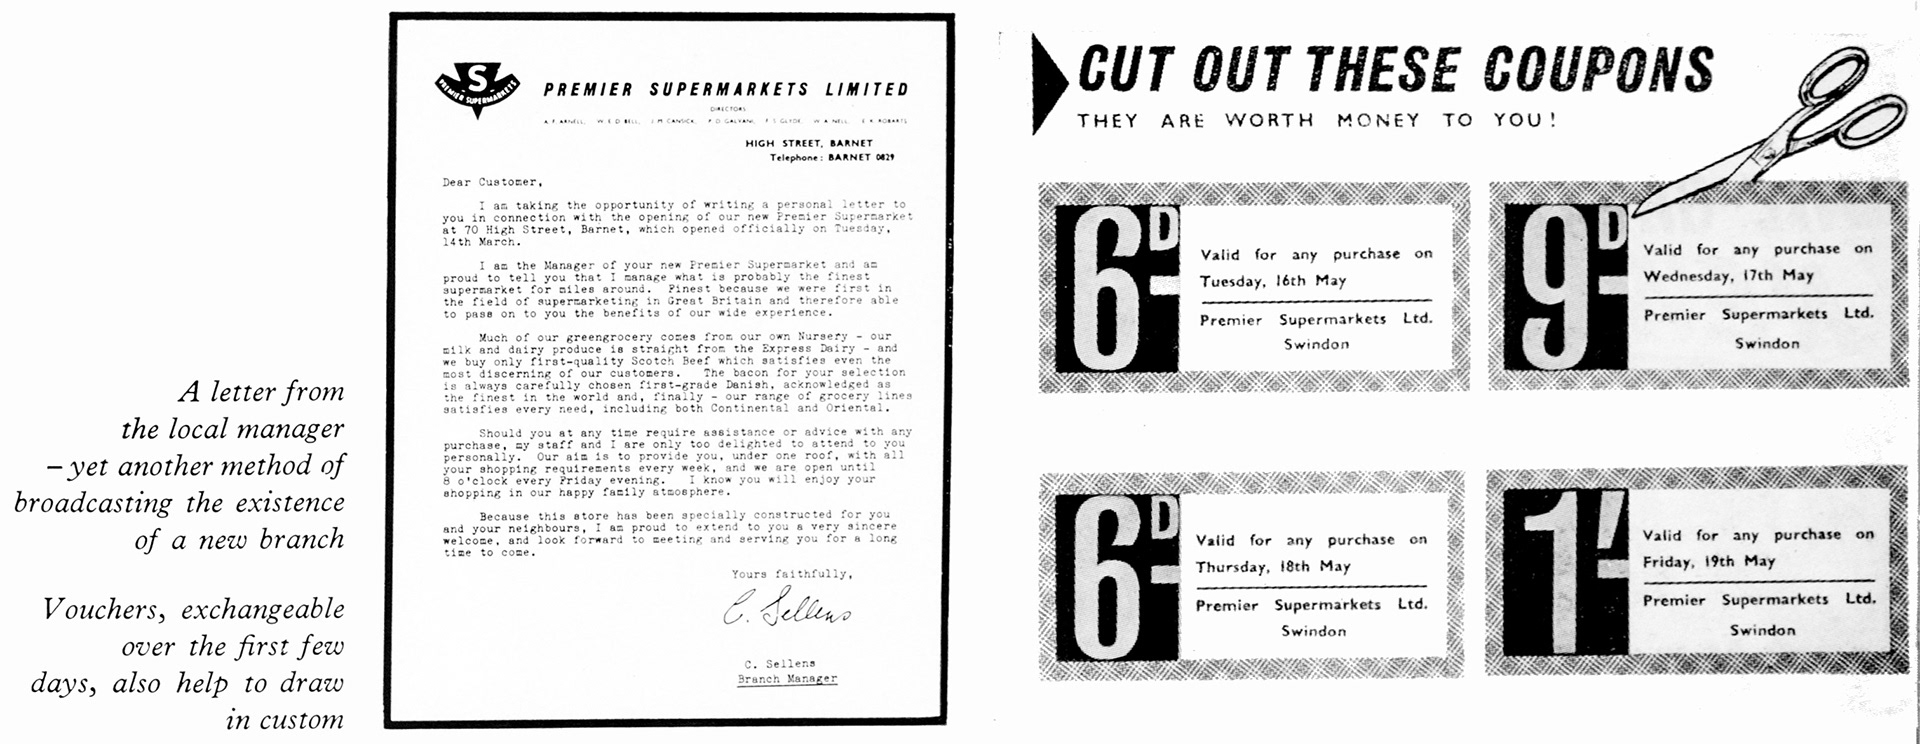 A letter from
the local manager
– yet another method of
broadcasting the existence
of a new branch
Vouchers, exchangeable
over the first few
days, also help to draw
in custom
S
PREMIER SUPERMARKETS
PREMIER SUPERMARKETS LIMITED
DIRECTORS
A. F. ARNELL, W. E. D. BELL, J. M. CANSICK, P. D. GALVANI, F. S. GLYDE, W. A. NELL, E. K. ROBARTS
HIGH STREET, BARNET
Telephone: BARNET 0829
Dear Customer,
I am taking the opportunity of writing a personal letter to
you in connection with the opening of our new Premier Supermarket
at 70 High Street, Barnet, which opened officially on Tuesday,
14th March.
I am the Manager of your new Premier Supermarket and am
proud to tell you that I manage what is probably the finest
supermarket for miles around. Finest because we were first in
the field of supermarketing in Great Britain and therefore able
to pass on to you the benefits of our wide experience.
Much of our greengrocery comes from our own Nursery - our
milk and dairy produce is straight from the Express Dairy - and
we buy only first-quality Scotch Beef which satisfies even the
most discerning of our customers. The bacon for your selection
is always carefully chosen first-grade Danish, acknowledged as
the finest in the world and, finally - our range of grocery lines
satisfies every need, including both Continental and Oriental.
Should you at any time require assistance or advice with any
purchase, my staff and I are only too delighted to attend to you
personally. Our aim is to provide you, under one roof, with all
your shopping requirements every week, and we are open until
8 o'clock every Friday evening. I know you will enjoy your
shopping in our happy family atmosphere.
Because this store has been specially constructed for you
and your neighbours, I am proud to extend to you a very sincere
welcome, and look forward to meeting and serving you for a long
time to come.
Yours faithfully,
C. Sellens
C. Sellens
Branch Manager
CUT OUT THESE COUPONS
THEY ARE WORTH MONEY TO YOU!
6D-
Valid for any purchase on
Tuesday, 16th May
Premier Supermarkets Ltd.
Swindon
9D-
Valid for any purchase on
Wednesday, 17th May
Premier Supermarkets Ltd.
Swindon
6D-
Valid for any purchase on
Thursday, 18th May
Premier Supermarkets Ltd.
Swindon
1/-
Valid for any purchase on
Friday, 19th May
Premier Supermarkets Ltd.
Swindon